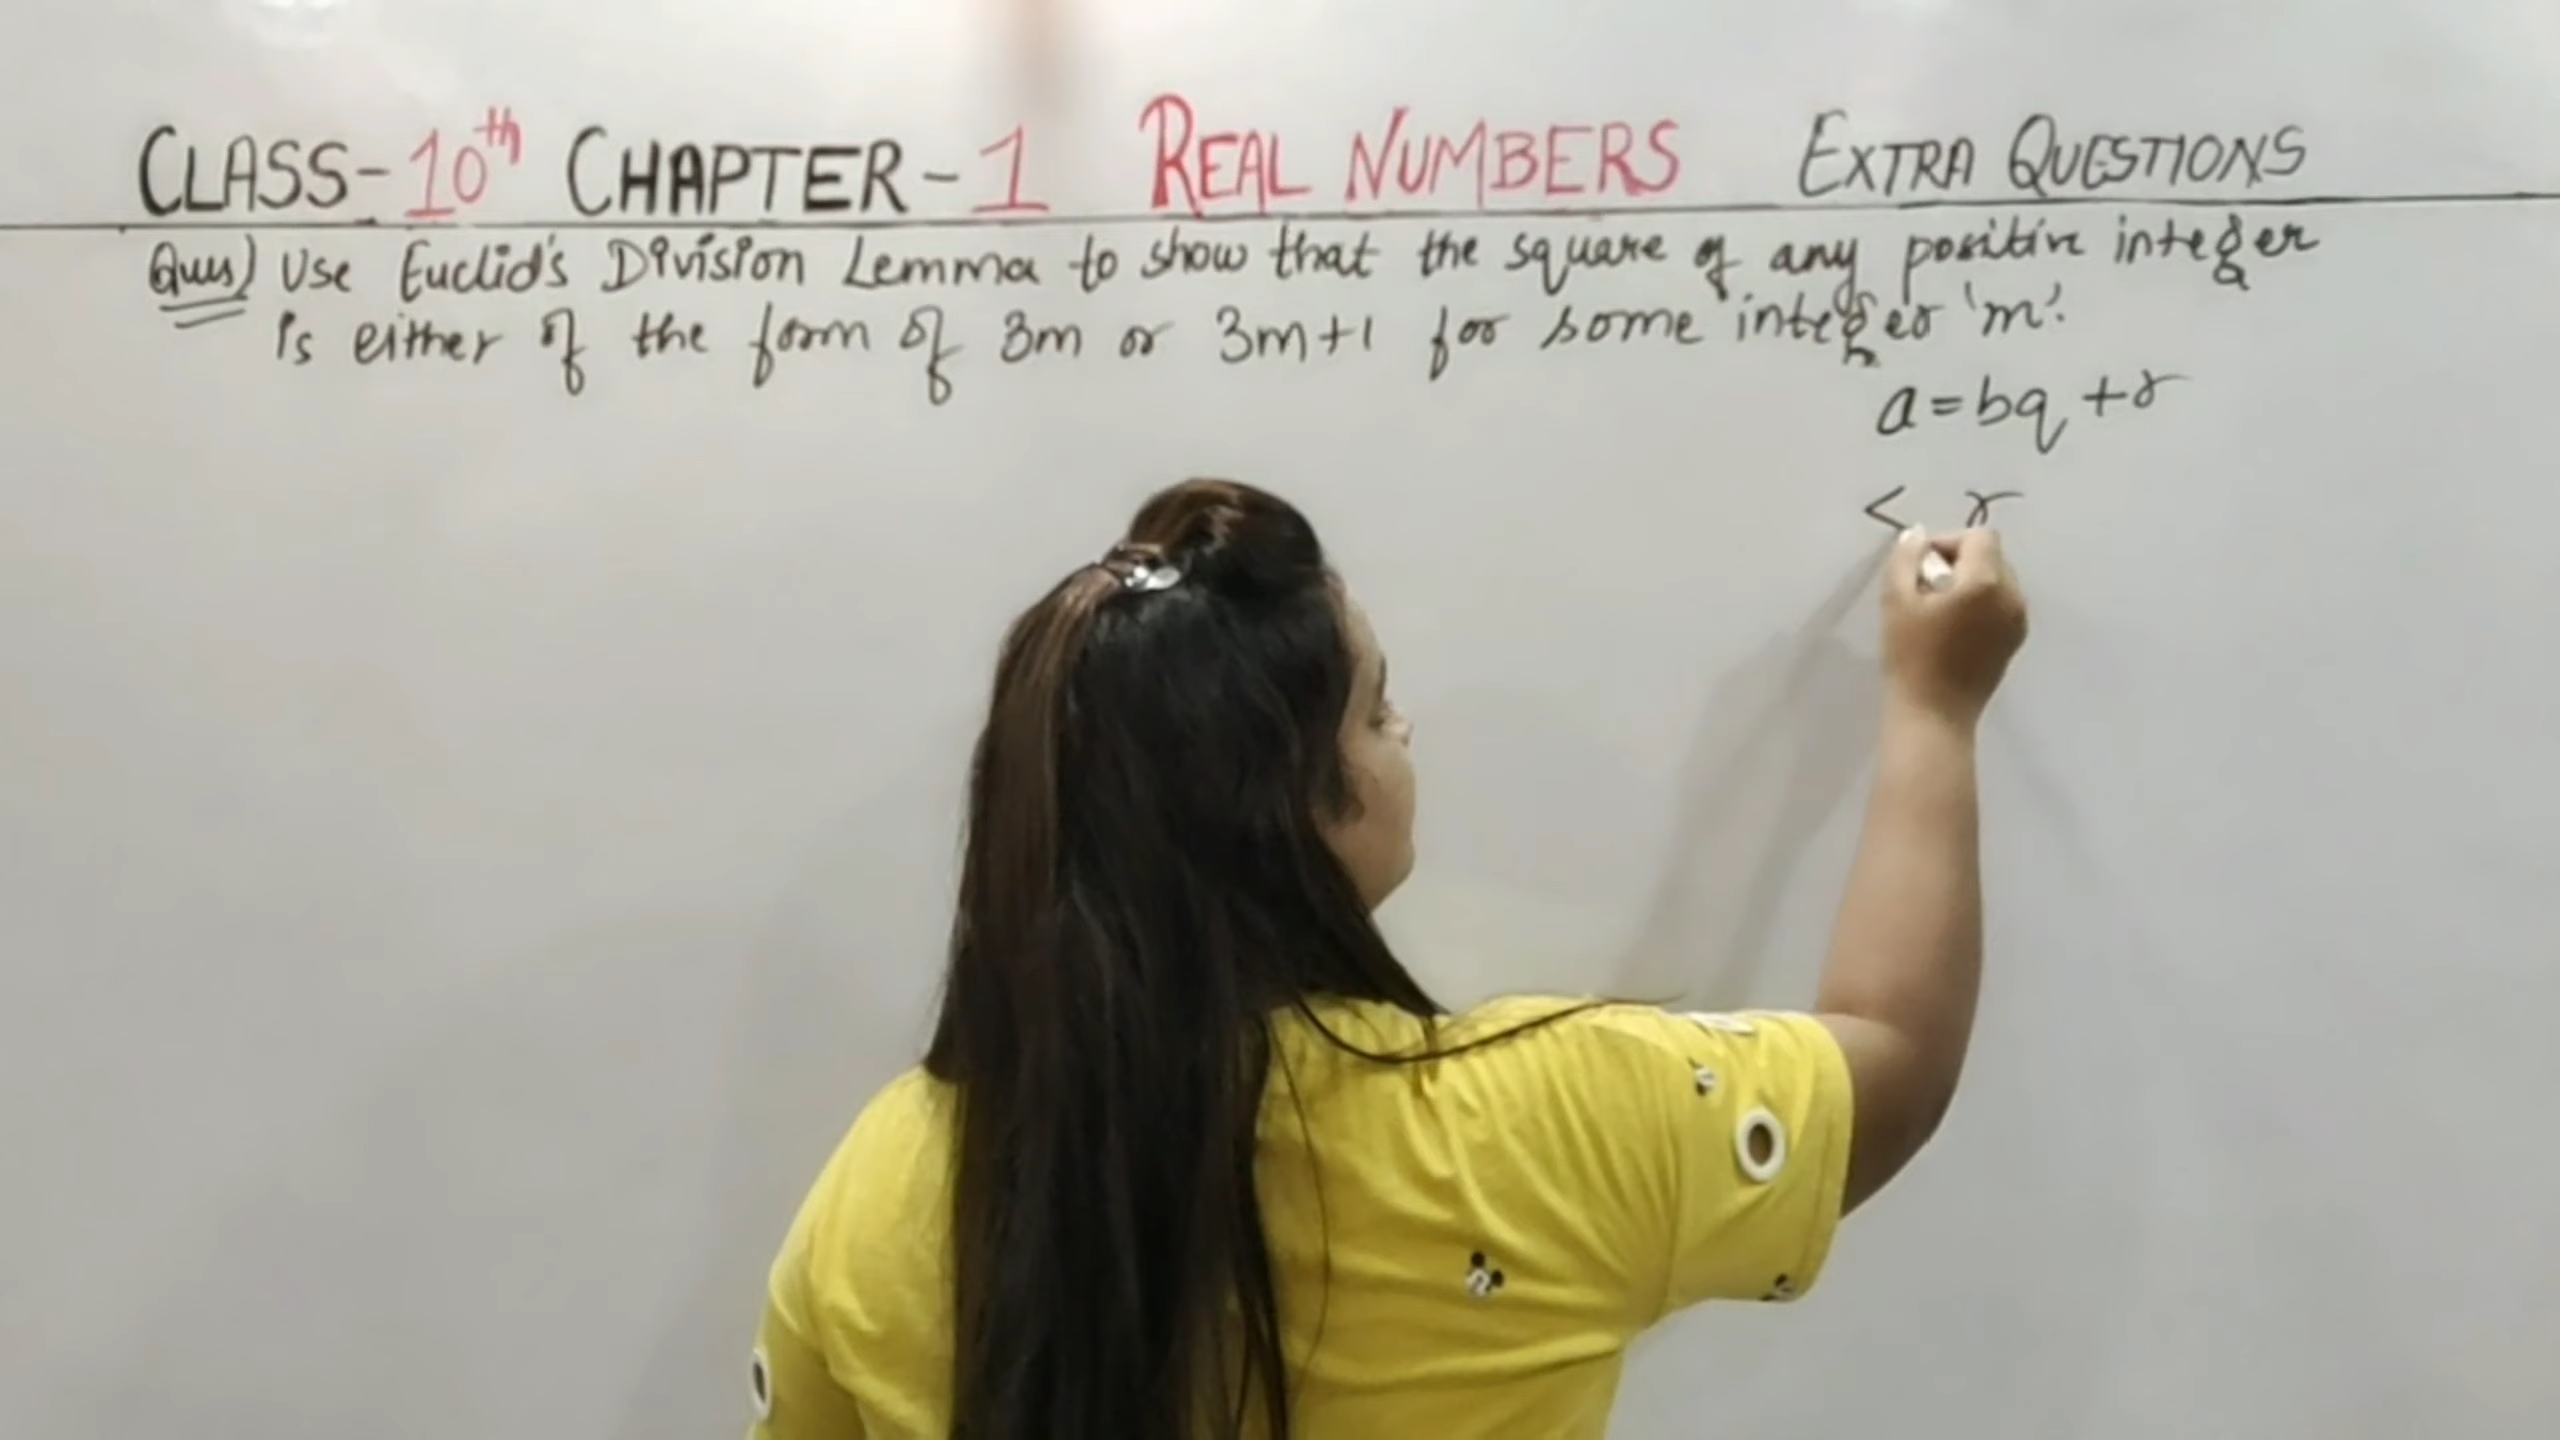 CLASS-10th CHAPTER-1 REAL NUMBERS EXTRA QUESTIONS
Ques) Use Euclid's Division Lemma to show that the square of any positive integer
is either of the form of 3m or 3m+1 for some integer 'm'.
a=bq+r
< r